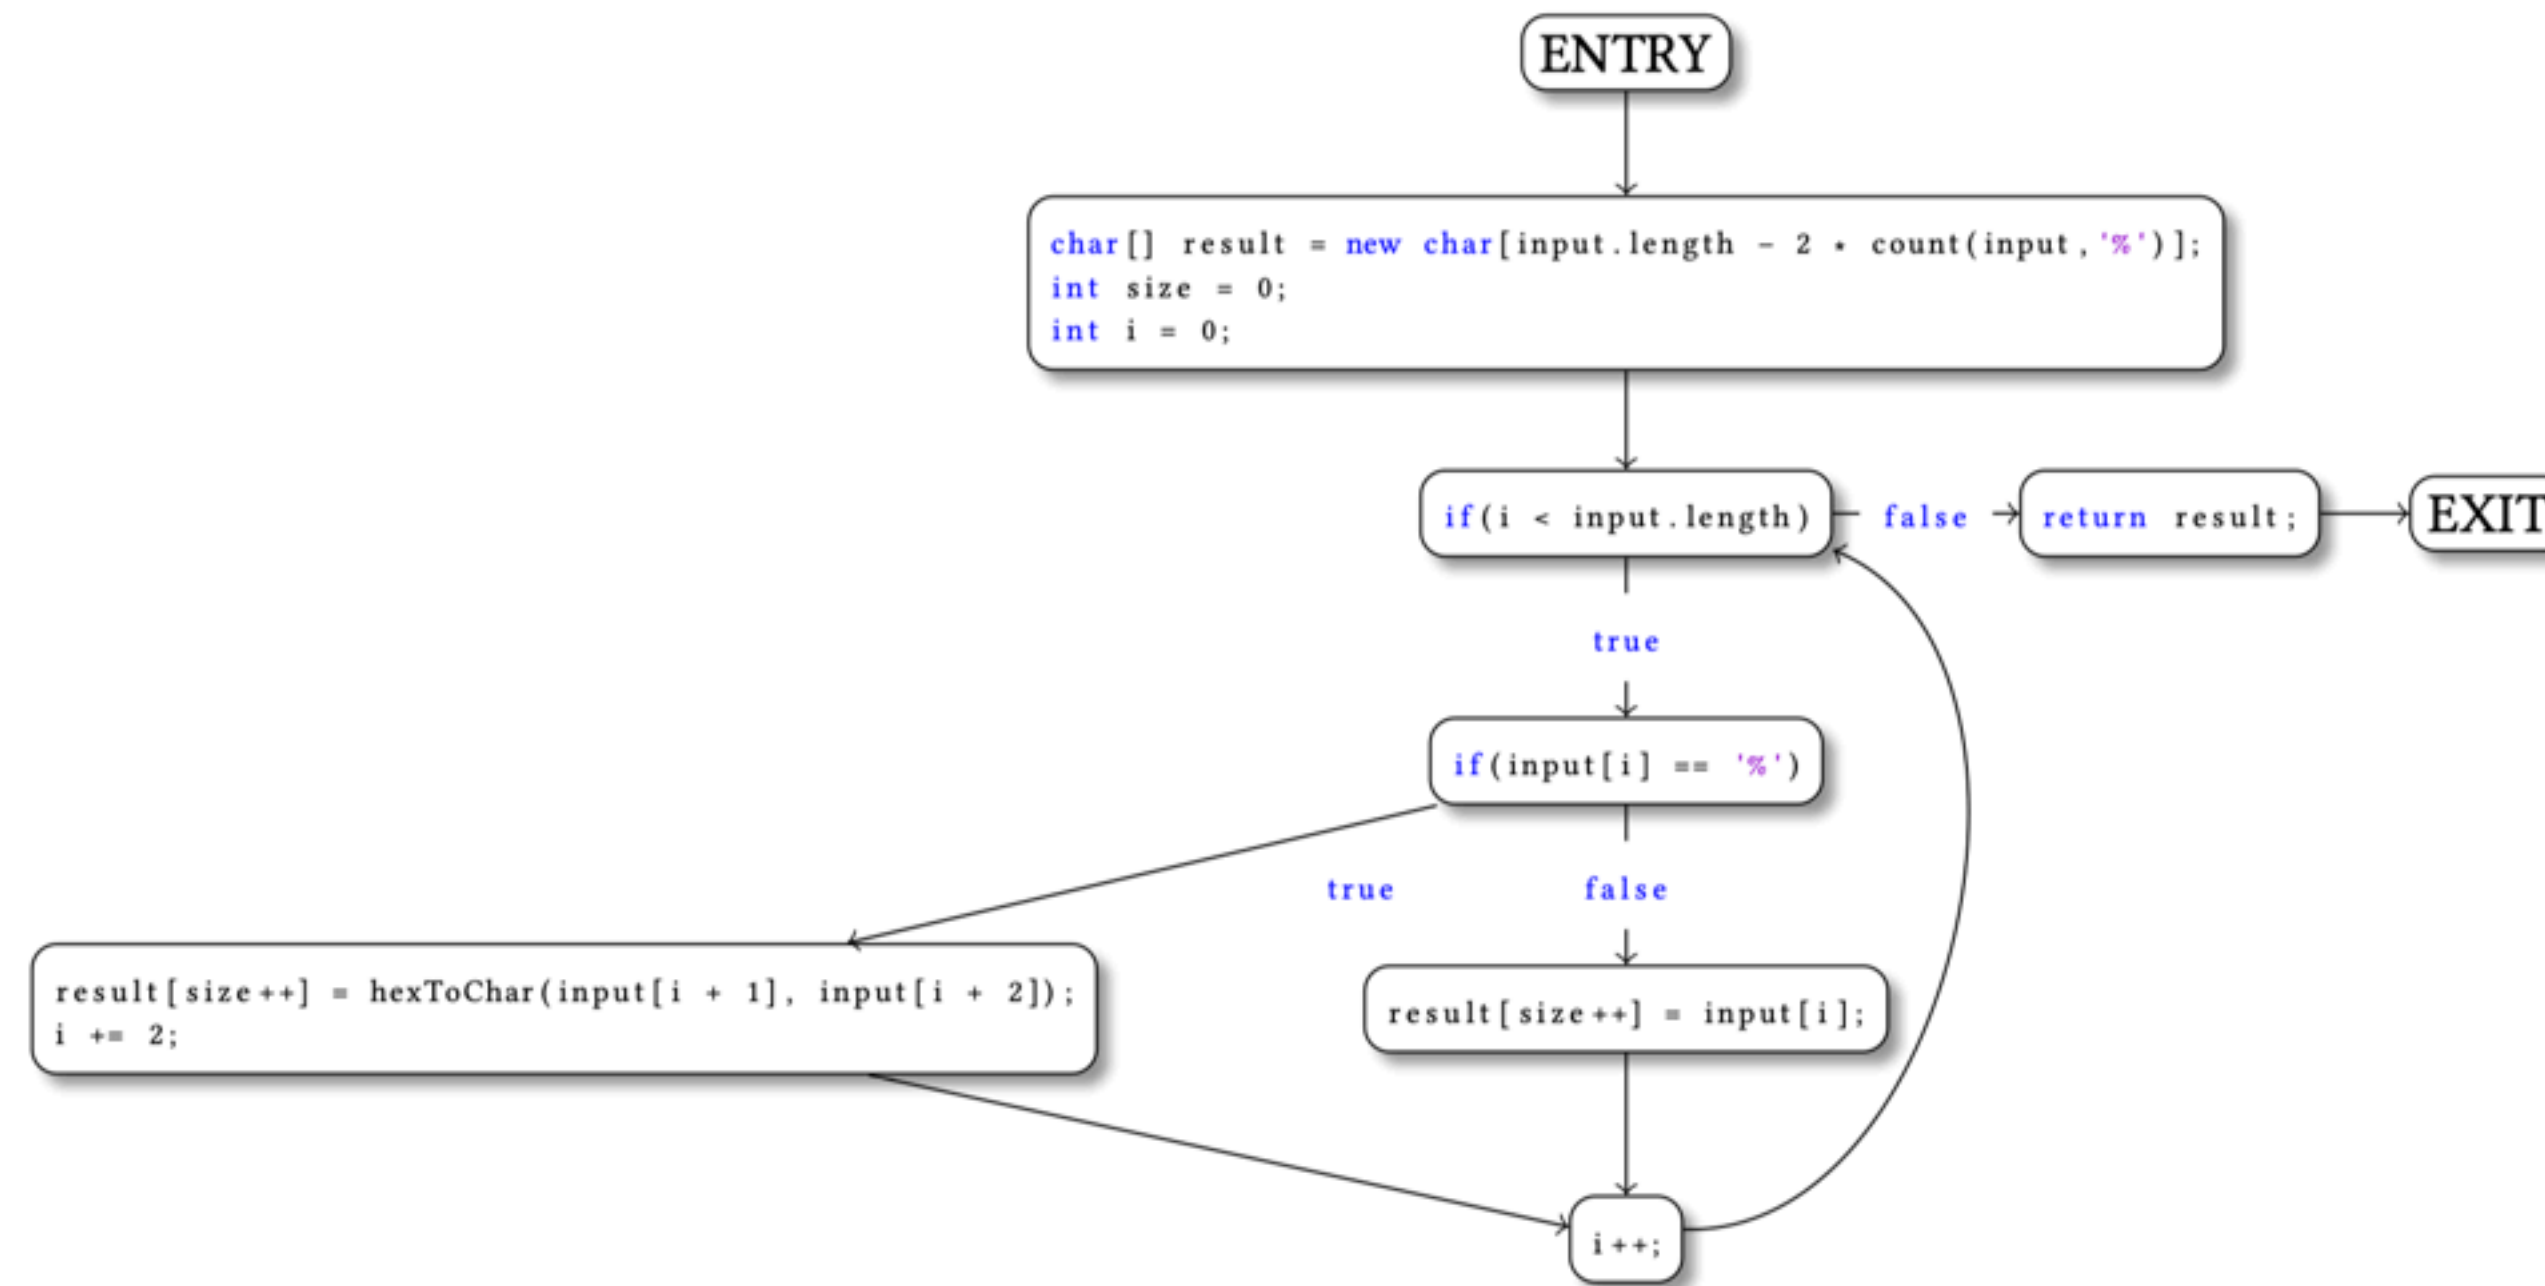 ENTRY
char[] result = new char[input.length - 2 * count(input,'%')];
int size = 0;
int i = 0;
if(i < input.length)
false
return result;
EXIT
true
if(input[i] == '%')
true
false
result[size++] = hexToChar(input[i + 1], input[i + 2]);
i += 2;
result[size++] = input[i];
i++;